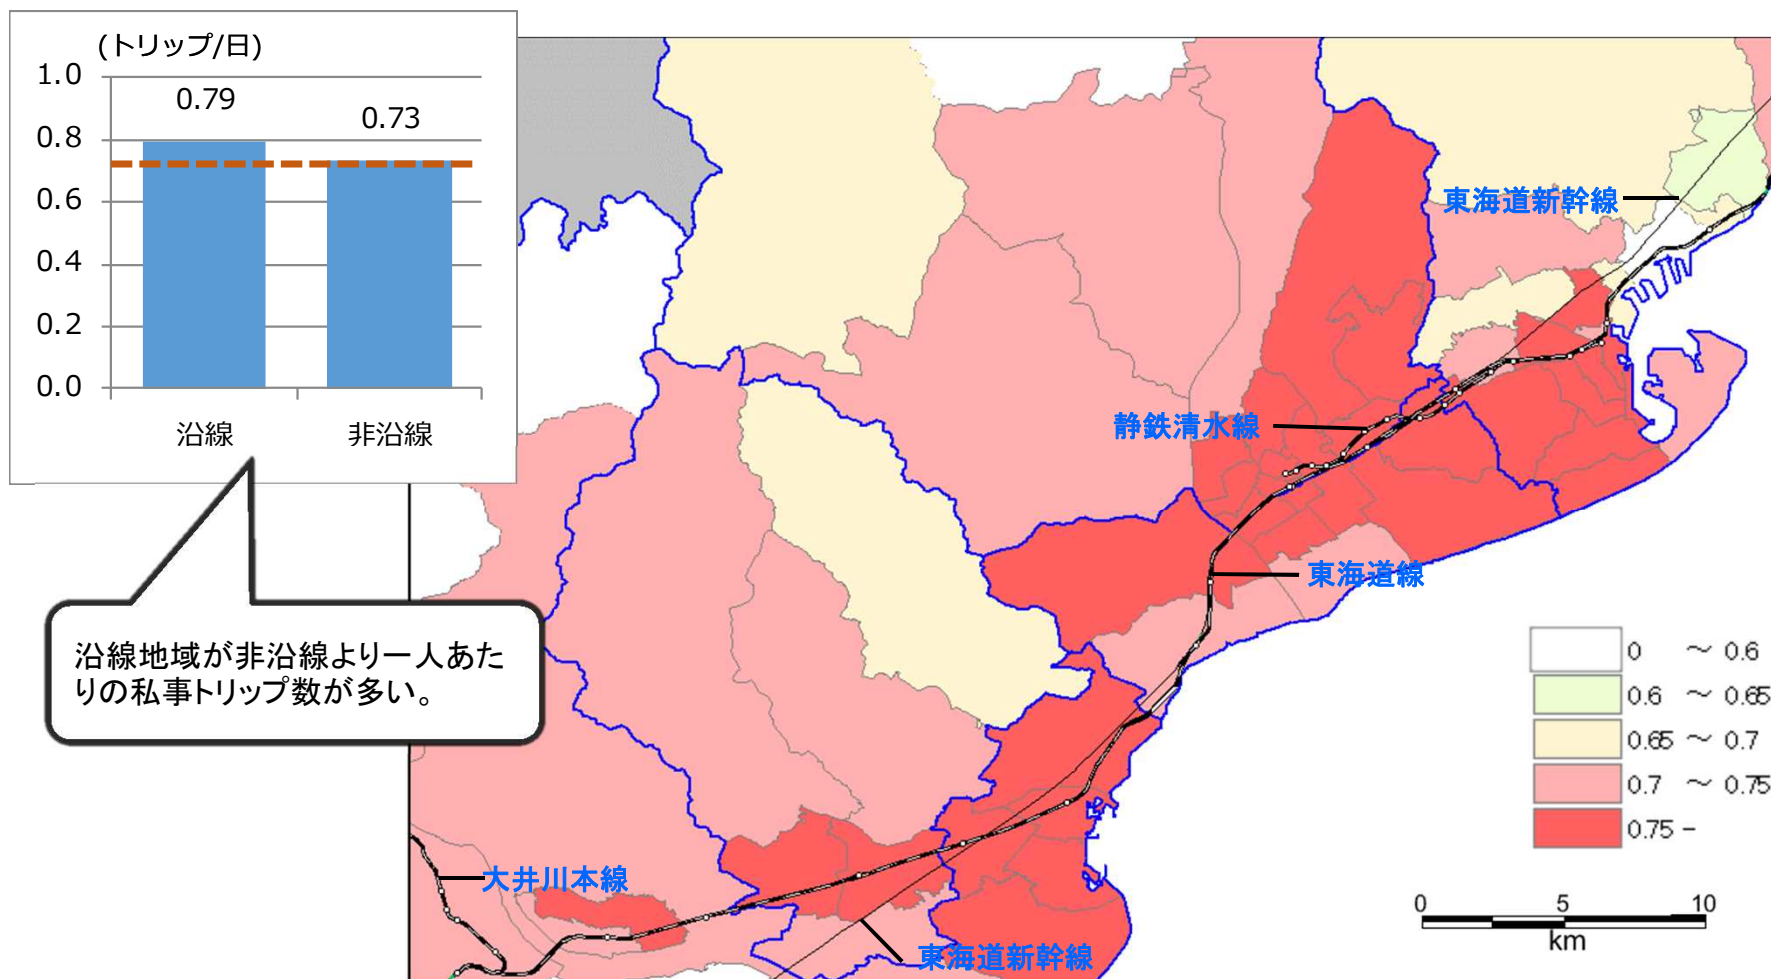 (トリップ/日)
1.0
0.8
0.6
0.4
0.2
0.0
0.79
0.73
沿線
非沿線
沿線地域が非沿線より一人あた
りの私事トリップ数が多い。
東海道新幹線
静鉄清水線
東海道線
大井川本線
東海道新幹線
0 ～ 0.6
0.6 ～ 0.65
0.65 ～ 0.7
0.7 ～ 0.75
0.75 -
0 5 10
km